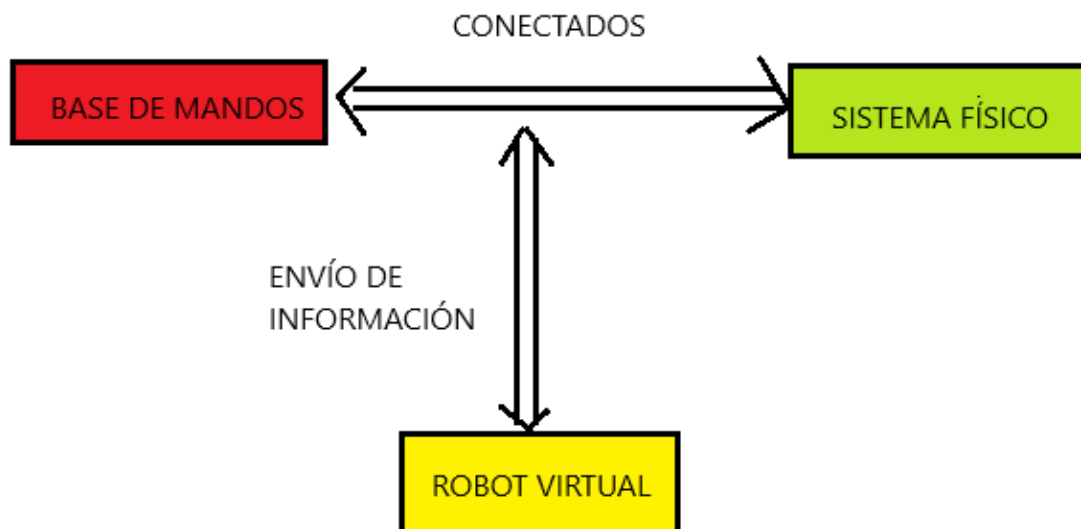 CONECTADOS
BASE DE MANDOS
SISTEMA FÍSICO
ENVÍO DE
INFORMACIÓN
ROBOT VIRTUAL